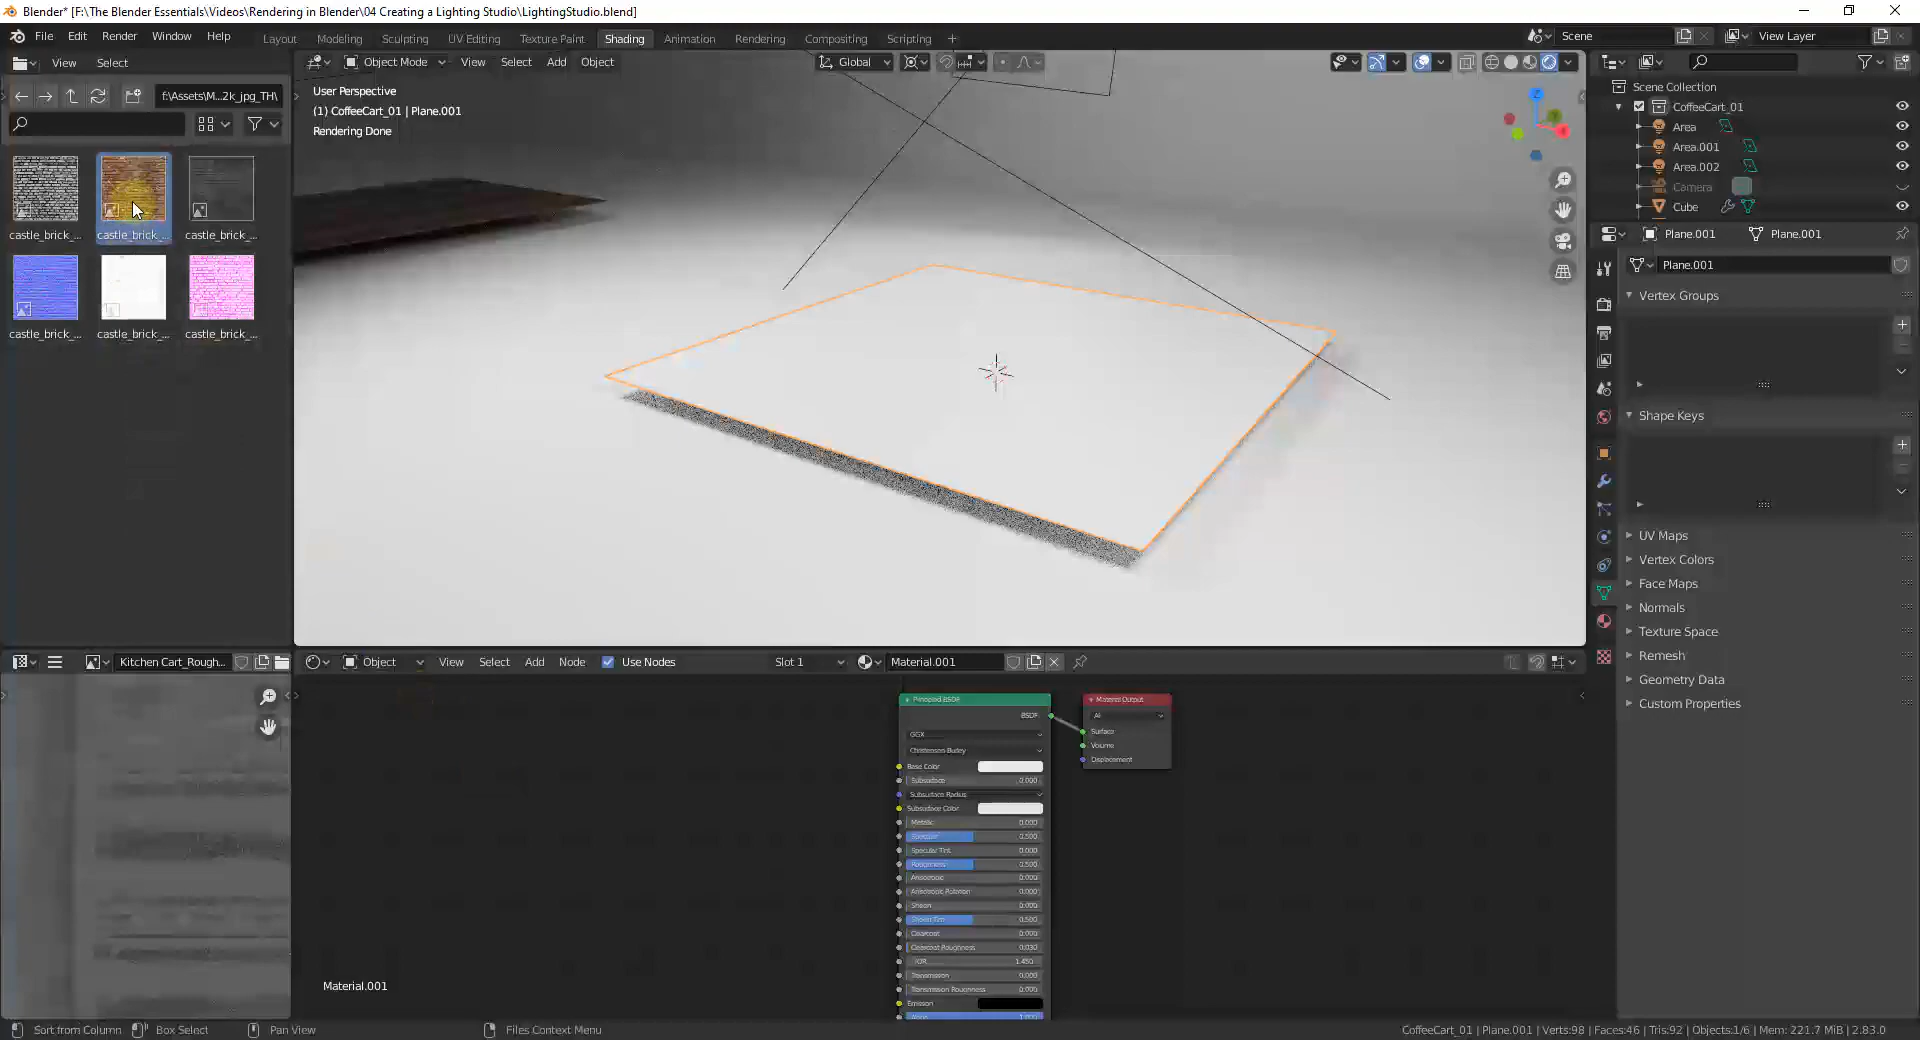 Blender* [F:\The Blender Essentials\Videos\Rendering in Blender\04 Creating a Lighting Studio\LightingStudio.blend]
File Edit Render Window Help
Layout Modeling Sculpting UV Editing Texture Paint Shading Animation Rendering Compositing Scripting +
Scene
View Layer
View Select
Object Mode View Select Add Object
Global
f:\Assets\M...2k_jpg_TH\
User Perspective
(1) CoffeeCart_01 | Plane.001
Rendering Done
castle_brick_...
castle_brick_...
castle_brick_...
castle_brick_...
castle_brick_...
castle_brick_...
Scene Collection
CoffeeCart_01
Area
Area.001
Area.002
Camera
Cube
Plane.001 Plane.001
Plane.001
Vertex Groups
Shape Keys
UV Maps
Vertex Colors
Face Maps
Normals
Texture Space
Remesh
Geometry Data
Custom Properties
Kitchen Cart_Rough...
Object View Select Add Node Use Nodes Slot 1 Material.001
Principled BSDF
BSDF
GGX
Christensen-Burley
Base Color
Subsurface 0.000
Subsurface Radius
Subsurface Color
Metallic 0.000
Specular 0.500
Specular Tint 0.000
Roughness 0.500
Anisotropic 0.000
Anisotropic Rotation 0.000
Sheen 0.000
Sheen Tint 0.500
Clearcoat 0.000
Clearcoat Roughness 0.030
IOR 1.450
Transmission 0.000
Transmission Roughness 0.000
Emission
Alpha 1.000
Material Output
All
Surface
Volume
Displacement
Material.001
Sort from Column Box Select Pan View Files Context Menu
CoffeeCart_01 | Plane.001 | Verts:98 | Faces:46 | Tris:92 | Objects:1/6 | Mem: 221.7 MiB | 2.83.0